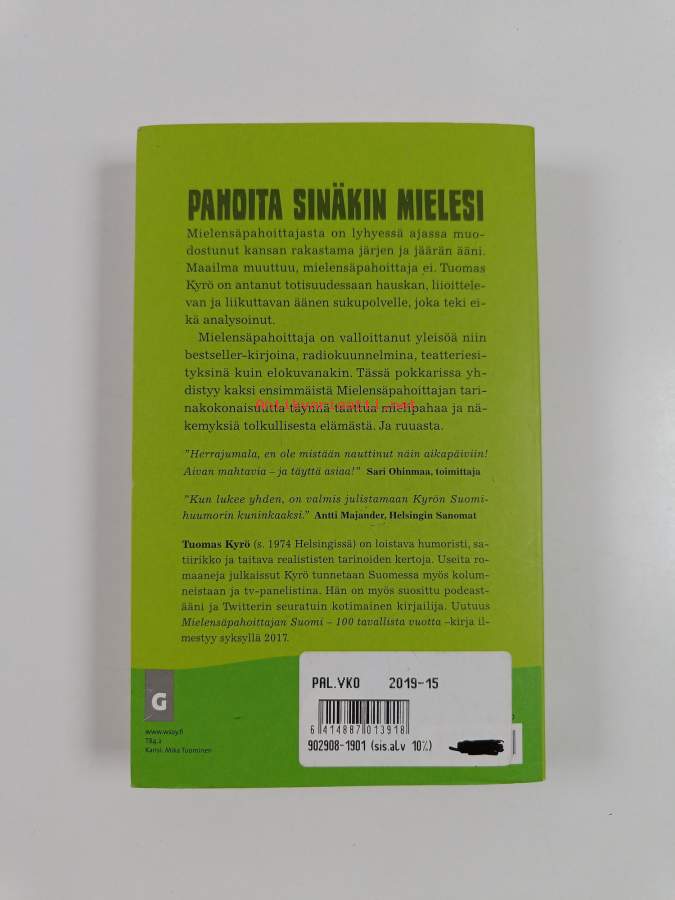 PAHOITA SINÄKIN MIELESI
Mielensäpahoittajasta on lyhyessä ajassa muo-
dostunut kansan rakastama järjen ja jäärän ääni.
Maailma muuttuu, mielensäpahoittaja ei. Tuomas
Kyrö on antanut totisuudessaan hauskan, liioittele-
van ja liikuttavan äänen sukupolvelle, joka teki ei-
kä analysoinut.
Mielensäpahoittaja on valloittanut yleisöä niin
bestseller-kirjoina, radiokuunnelmina, teatteriesi-
tyksinä kuin elokuvanakin. Tässä pokkarissa yh-
distyy kaksi ensimmäistä Mielensäpahoittajan tari-
nakokonaisuutta täynnä taattua mielipahaa ja nä-
kemyksiä tolkullisesta elämästä. Ja ruuasta.
"Herrajumala, en ole mistään nauttinut näin aikapäiviin!
Aivan mahtavia – ja täyttä asiaa!" Sari Ohinmaa, toimittaja
"Kun lukee yhden, on valmis julistamaan Kyrön Suomi-
huumorin kuninkaaksi." Antti Majander, Helsingin Sanomat
Tuomas Kyrö (s. 1974 Helsingissä) on loistava humoristi, sa-
tiirikko ja taitava realististen tarinoiden kertoja. Useita ro-
maaneja julkaissut Kyrö tunnetaan Suomessa myös kolum-
neistaan ja tv-panelistina. Hän on myös suosittu podcast-
ääni ja Twitterin seuratuin kotimainen kirjailija. Uutuus
Mielensäpahoittajan Suomi – 100 tavallista vuotta –kirja il-
mestyy syksyllä 2017.
PAL.VKO 2019-15
6 414887 013918
902908-1901 (sis.alv 10%)
G
www.wsoy.fi
T84.2
Kansi: Mika Tuominen